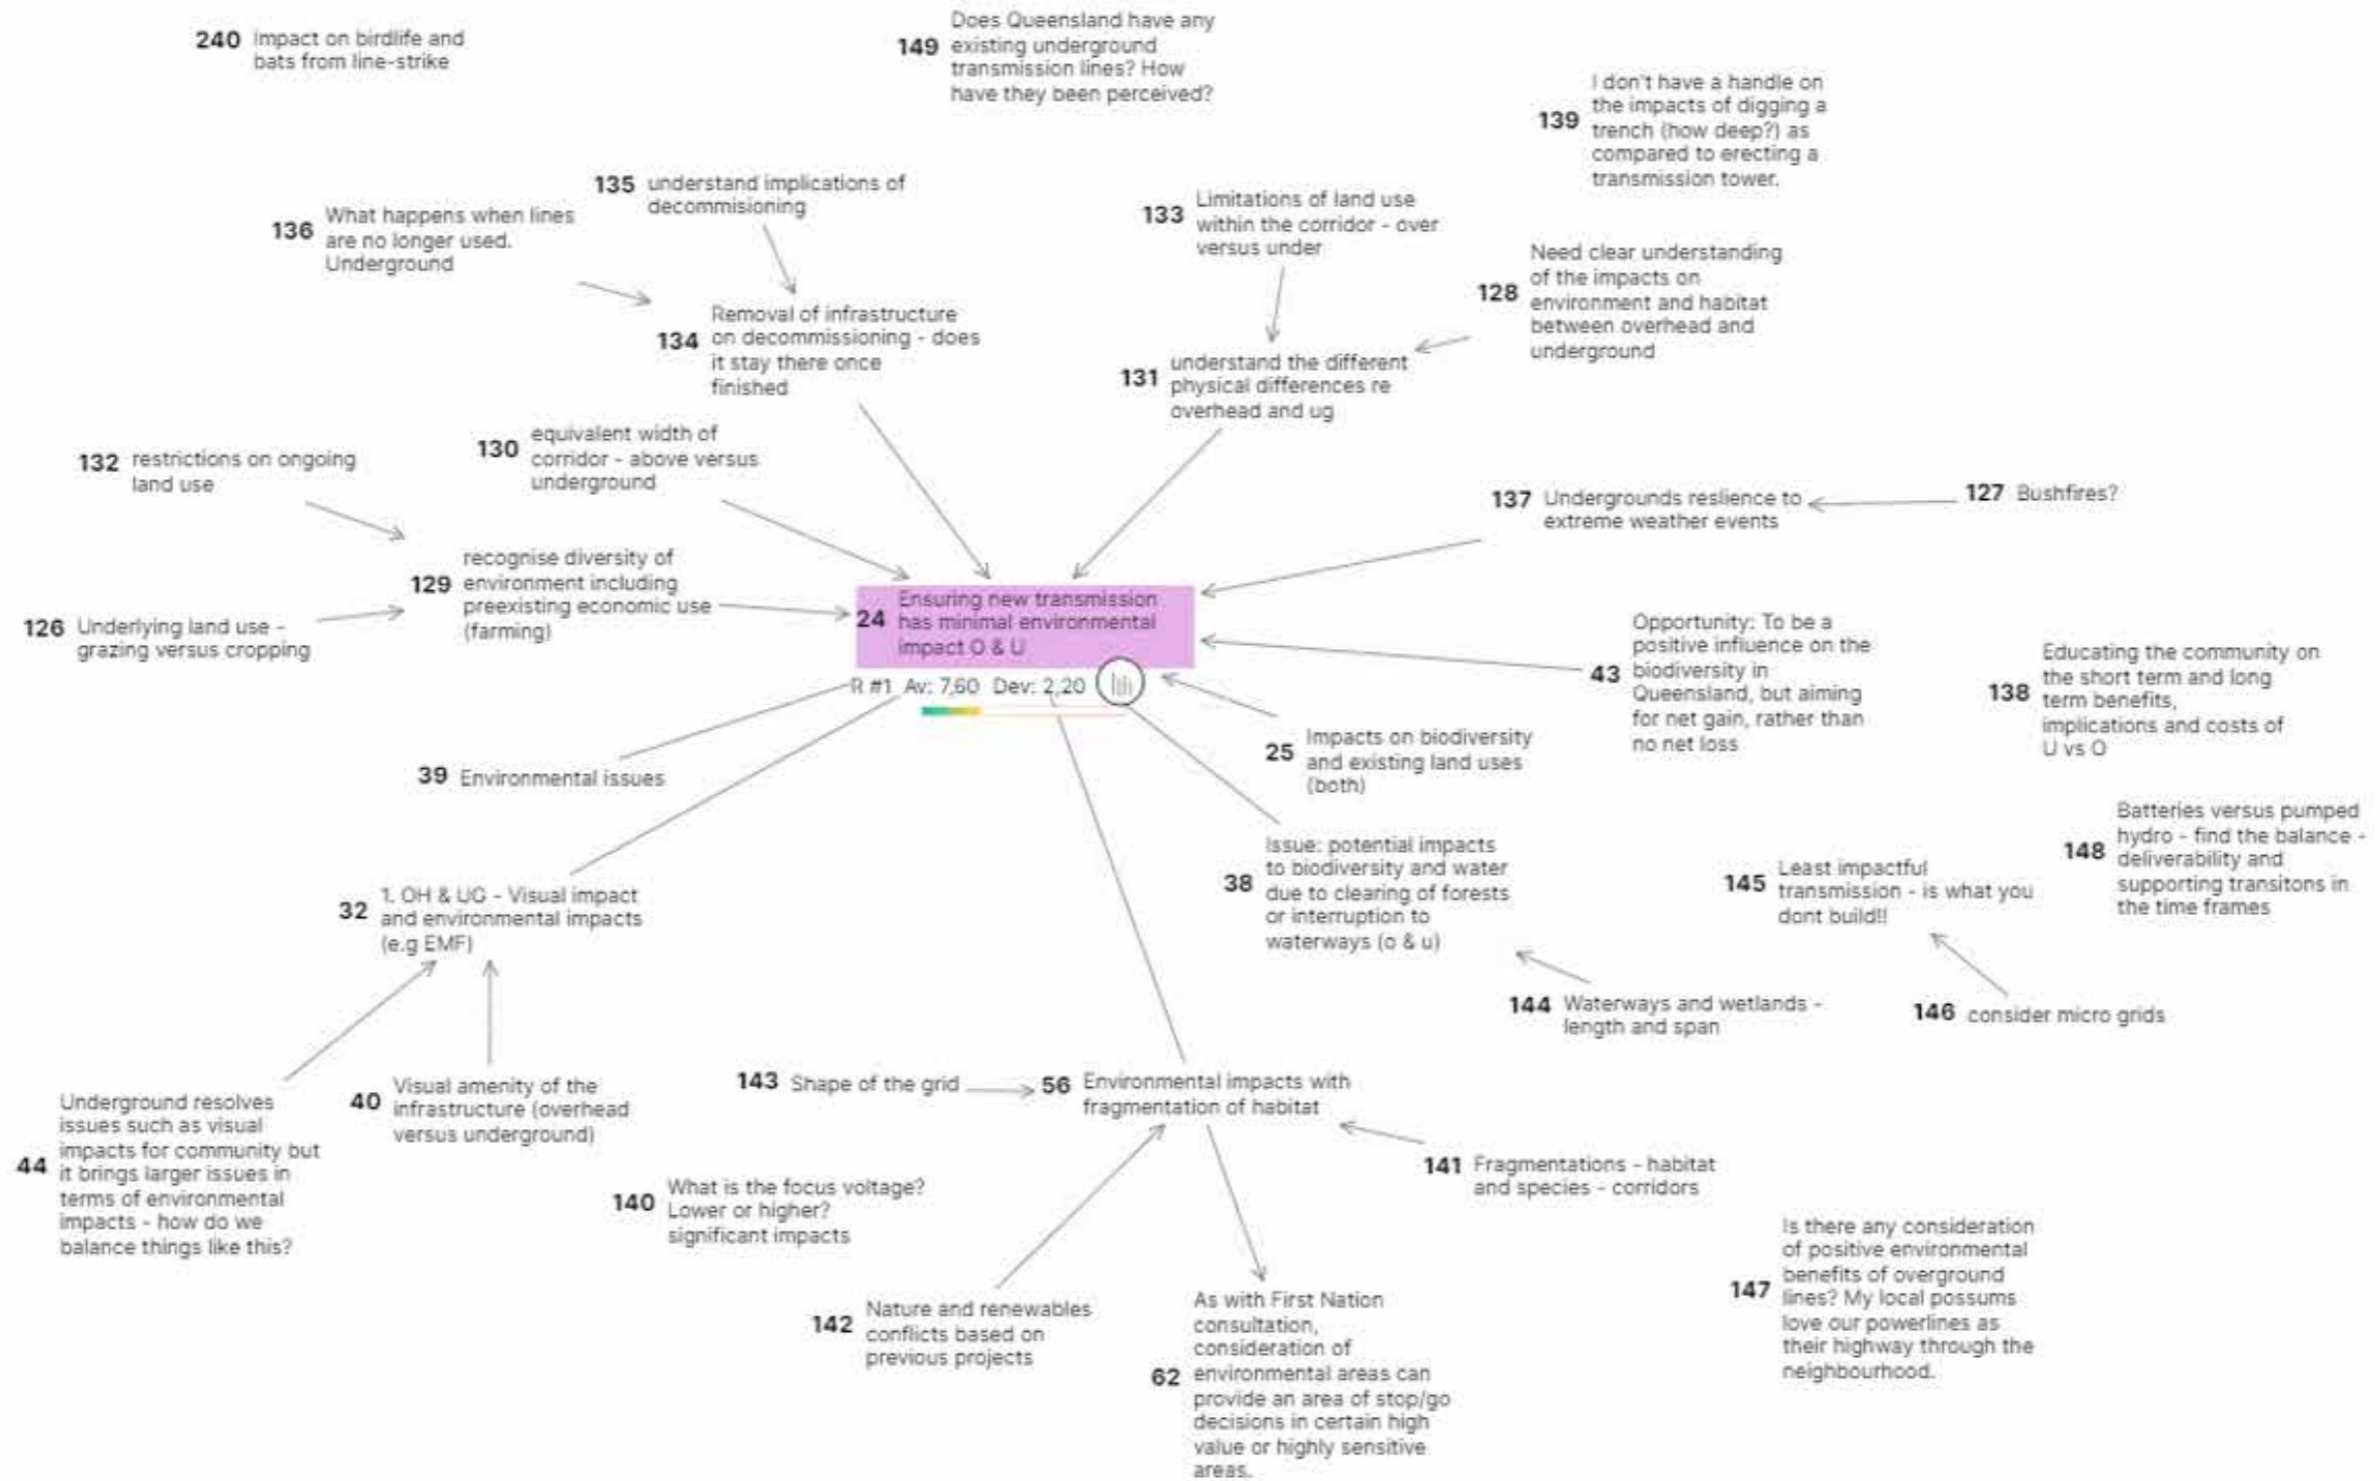 240 Impact on birdlife and
bats from line-strike
Does Queensland have any
149 existing underground
transmission lines? How
have they been perceived?
I don't have a handle on
the impacts of digging a
139 trench (how deep?) as
compared to erecting a
transmission tower.
135 understand implications of
decommisioning
What happens when lines
136 are no longer used.
Underground
Limitations of land use
133 within the corridor - over
versus under
Need clear understanding
of the impacts on
128 environment and habitat
between overhead and
underground
Removal of infrastructure
134 on decommissioning - does
it stay there once
finished
understand the different
131 physical differences re
overhead and ug
equivalent width of
130 corridor - above versus
underground
132 restrictions on ongoing
land use
137 Undergrounds reslience to
extreme weather events
127 Bushfires?
recognise diversity of
129 environment including
preexisting economic use
(farming)
126 Underlying land use -
grazing versus cropping
Ensuring new transmission
24 has minimal environmental
impact O & U
R #1 Av: 7,60 Dev: 2,20
Opportunity: To be a
positive influence on the
43 biodiversity in
Queensland, but aiming
for net gain, rather than
no net loss
Educating the community on
the short term and long
138 term benefits,
implications and costs of
U vs O
Impacts on biodiversity
25 and existing land uses
(both)
39 Environmental issues
Issue: potential impacts
to biodiversity and water
38 due to clearing of forests
or interruption to
waterways (o & u)
Batteries versus pumped
hydro - find the balance -
148 deliverability and
supporting transitons in
the time frames
Least impactful
145 transmission - is what you
dont build!!
1. OH & UG - Visual impact
32 and environmental impacts
(e.g EMF)
144 Waterways and wetlands -
length and span
146 consider micro grids
Underground resolves
issues such as visual
impacts for community but
44 it brings larger issues in
terms of environmental
impacts - how do we
balance things like this?
Visual amenity of the
40 infrastructure (overhead
versus underground)
143 Shape of the grid
56 Environmental impacts with
fragmentation of habitat
141 Fragmentations - habitat
and species - corridors
What is the focus voltage?
140 Lower or higher?
significant impacts
Is there any consideration
of positive environmental
benefits of overground
147 lines? My local possums
love our powerlines as
their highway through the
neighbourhood.
Nature and renewables
142 conflicts based on
previous projects
As with First Nation
consultation,
consideration of
62 environmental areas can
provide an area of stop/go
decisions in certain high
value or highly sensitive
areas.